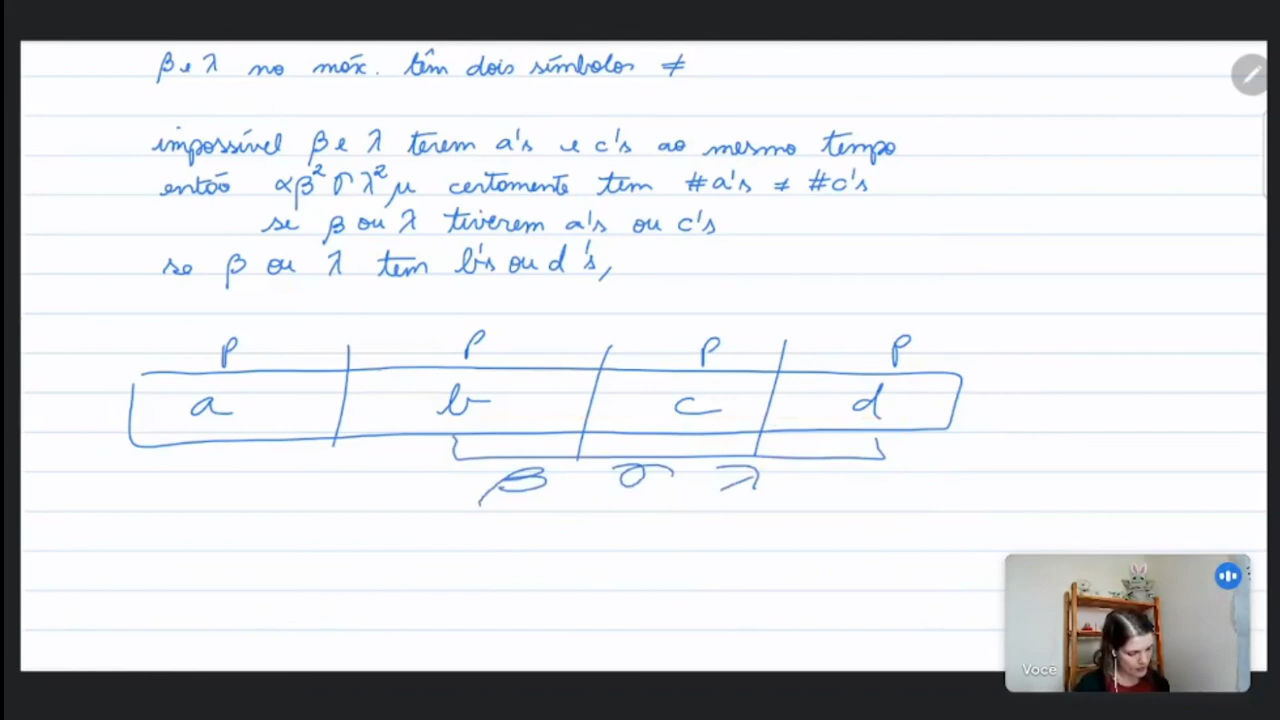 β e λ no máx. têm dois símbolos ≠
impossível β e λ terem a's e c's ao mesmo tempo
então αβ²σλ²μ certamente tem #a's ≠ #c's
se β ou λ tiverem a's ou c's
se β ou λ tem b's ou d's,
p p p p
a b c d
β σ λ
Você